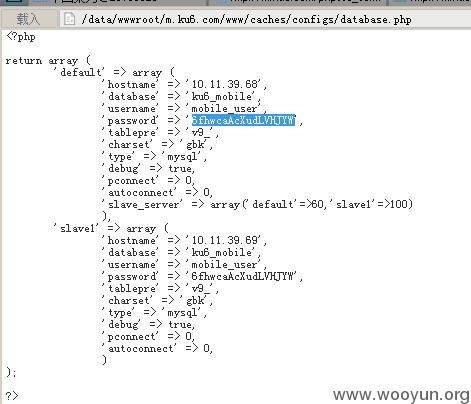 载入 /data/wwwroot/m.ku6.com/www/caches/configs/database.php
<?php
return array (
'default' => array (
'hostname' => '10.11.39.68',
'database' => 'ku6_mobile',
'username' => 'mobile_user',
'password' => '6fhwcaAcXudLVHJYW',
'tablepre' => 'v9_',
'charset' => 'gbk',
'type' => 'mysql',
'debug' => true,
'pconnect' => 0,
'autoconnect' => 0,
'slave_server' => array('default'=>60,'slave1'=>100)
),
'slave1' => array (
'hostname' => '10.11.39.69',
'database' => 'ku6_mobile',
'username' => 'mobile_user',
'password' => '6fhwcaAcXudLVHJYW',
'tablepre' => 'v9_',
'charset' => 'gbk',
'type' => 'mysql',
'debug' => true,
'pconnect' => 0,
'autoconnect' => 0,
)
);
?>
www.wooyun.org